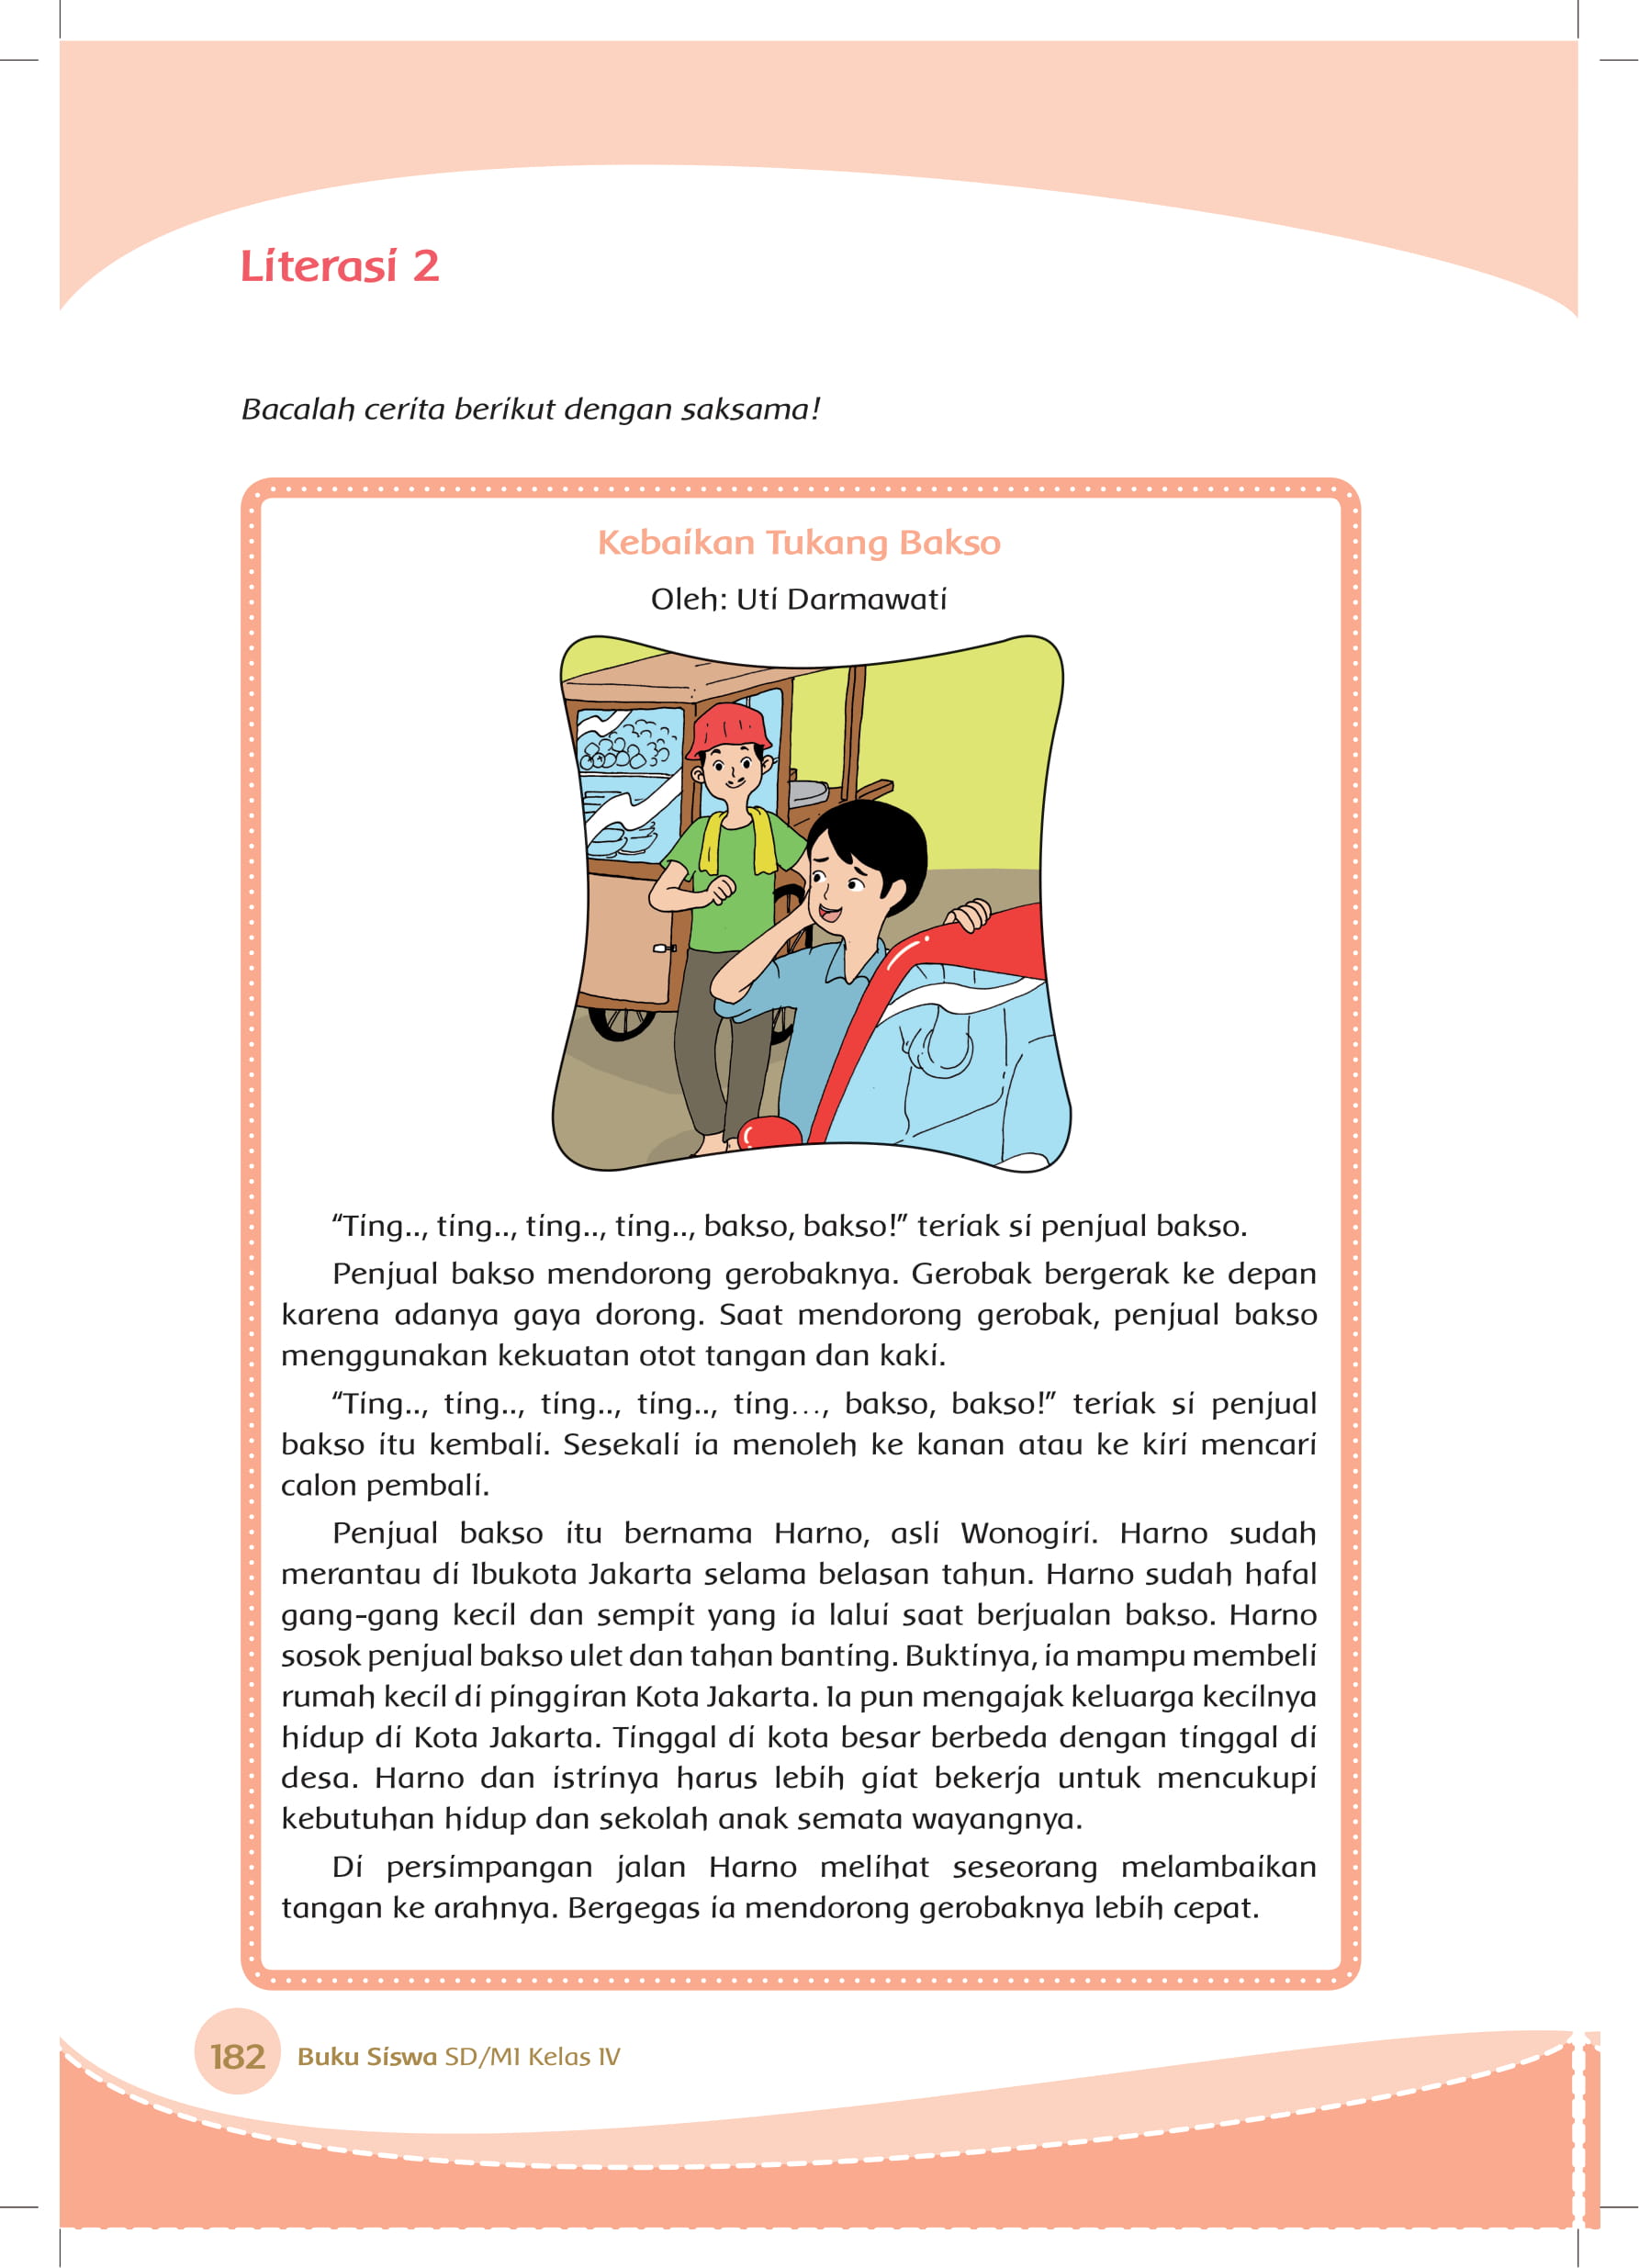 Literasi 2
Bacalah cerita berikut dengan saksama!
Kebaikan Tukang Bakso
Oleh: Uti Darmawati
“Ting.., ting.., ting.., ting.., bakso, bakso!” teriak si penjual bakso.
Penjual bakso mendorong gerobaknya. Gerobak bergerak ke depan
karena adanya gaya dorong. Saat mendorong gerobak, penjual bakso
menggunakan kekuatan otot tangan dan kaki.
“Ting.., ting.., ting.., ting.., ting..., bakso, bakso!” teriak si penjual
bakso itu kembali. Sesekali ia menoleh ke kanan atau ke kiri mencari
calon pembali.
Penjual bakso itu bernama Harno, asli Wonogiri. Harno sudah
merantau di Ibukota Jakarta selama belasan tahun. Harno sudah hafal
gang-gang kecil dan sempit yang ia lalui saat berjualan bakso. Harno
sosok penjual bakso ulet dan tahan banting. Buktinya, ia mampu membeli
rumah kecil di pinggiran Kota Jakarta. Ia pun mengajak keluarga kecilnya
hidup di Kota Jakarta. Tinggal di kota besar berbeda dengan tinggal di
desa. Harno dan istrinya harus lebih giat bekerja untuk mencukupi
kebutuhan hidup dan sekolah anak semata wayangnya.
Di persimpangan jalan Harno melihat seseorang melambaikan
tangan ke arahnya. Bergegas ia mendorong gerobaknya lebih cepat.
182 Buku Siswa SD/MI Kelas IV